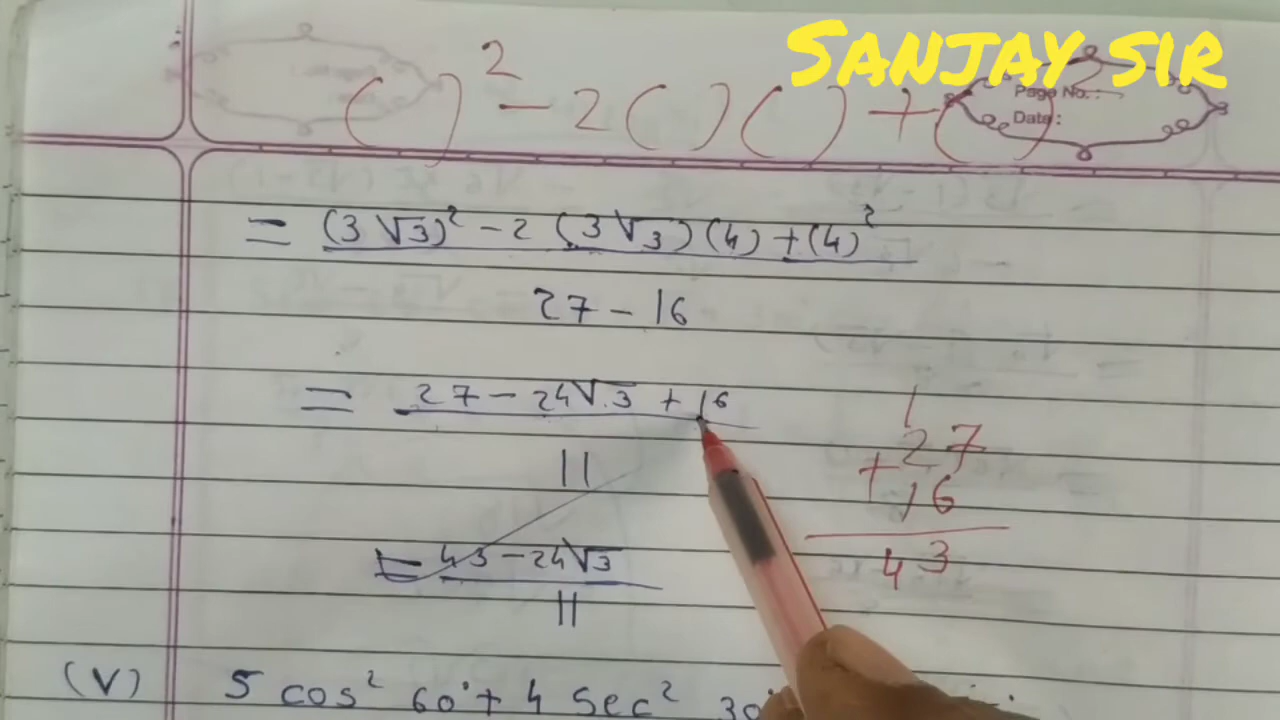 SANJAY SIR
( )² - 2 ( ) ( ) + ( )²
Page No. :
Date :
= (3√3)² - 2 (3√3) (4) + (4)²
27 - 16
= 27 - 24√3 + 16
11
1
27
+ 16
43
= 43 - 24√3
11
(V) 5 cos² 60° + 4 sec² 30°